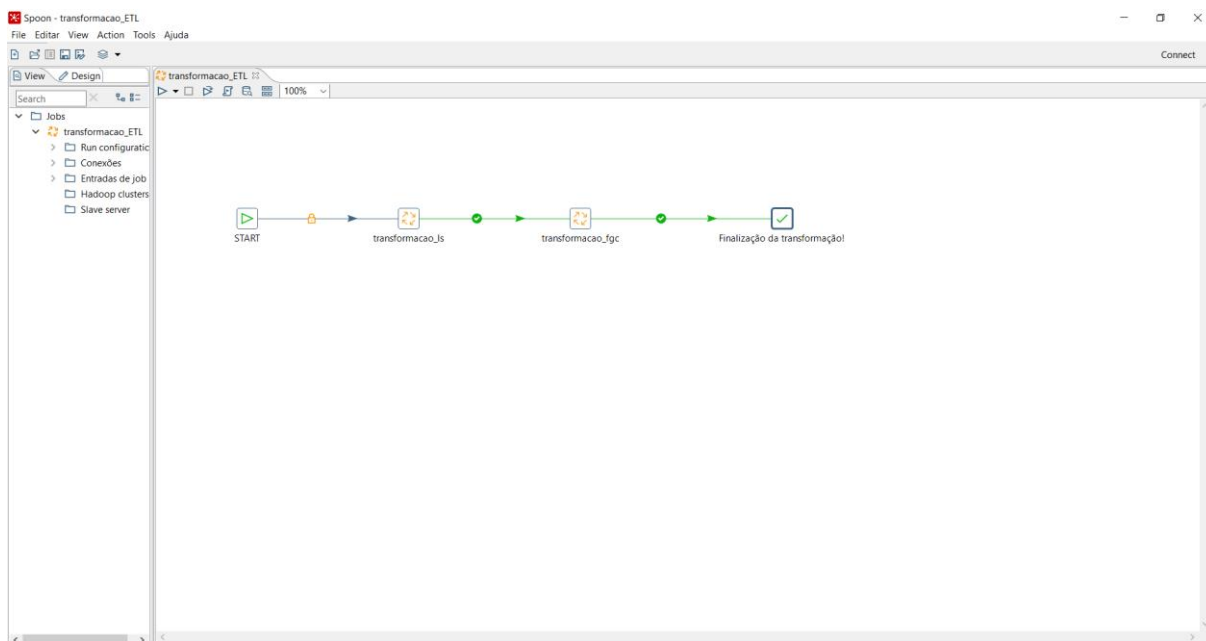 Spoon - transformacao_ETL
File Editar View Action Tools Ajuda
Connect
View Design
transformacao_ETL
Search
100%
Jobs
transformacao_ETL
Run configuratic
Conexões
Entradas de job
Hadoop clusters
Slave server
START
transformacao_ls
transformacao_fgc
Finalização da transformação!